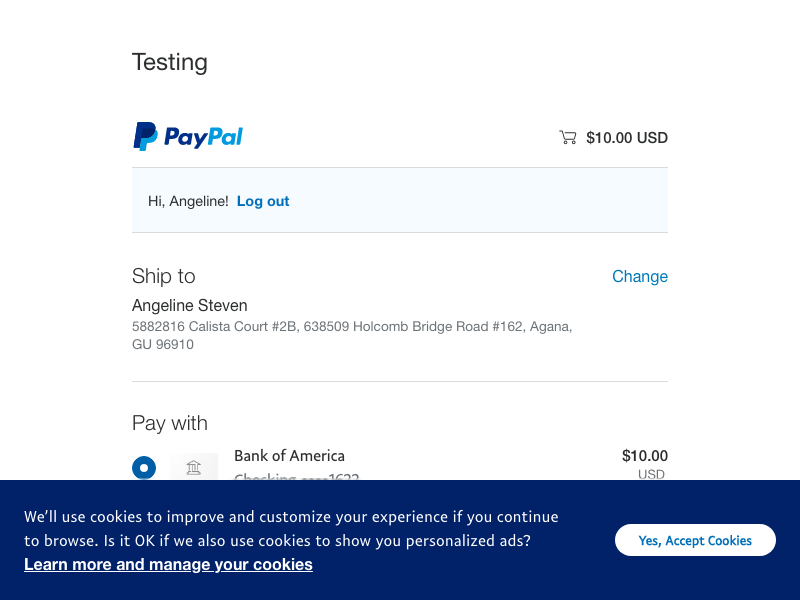 Testing
PayPal
$10.00 USD
Hi, Angeline! Log out
Ship to
Change
Angeline Steven
5882816 Calista Court #2B, 638509 Holcomb Bridge Road #162, Agana,
GU 96910
Pay with
Bank of America
$10.00
USD
We'll use cookies to improve and customize your experience if you continue
to browse. Is it OK if we also use cookies to show you personalized ads?
Learn more and manage your cookies
Yes, Accept Cookies